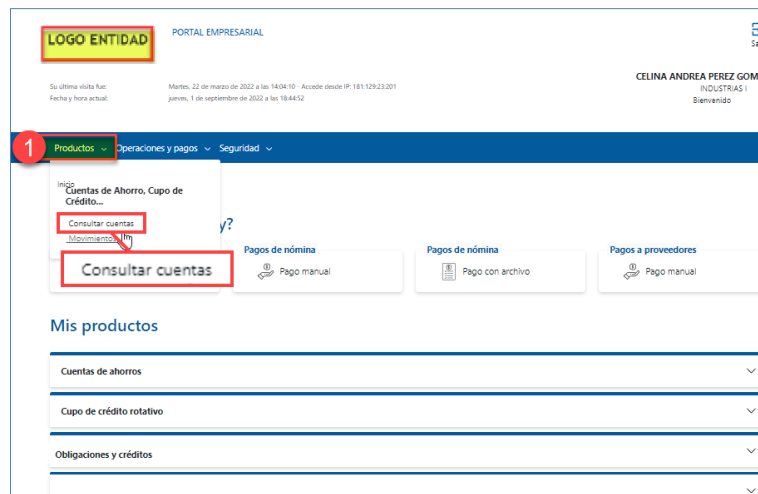 LOGO ENTIDAD
PORTAL EMPRESARIAL
Su última visita fue: Martes, 22 de marzo de 2022 a las 14:04:10 - Accede desde IP: 181:129:23:201
Fecha y hora actual: jueves, 1 de septiembre de 2022 a las 18:44:52
CELINA ANDREA PEREZ GOM
INDUSTRIAS I
Bienvenido
1
Productos Operaciones y pagos Seguridad
Inicio
Cuentas de Ahorro, Cupo de
Crédito...
Consultar cuentas
Movimientos
y?
Consultar cuentas
Pagos de nómina
Pago manual
Pagos de nómina
Pago con archivo
Pagos a proveedores
Pago manual
Mis productos
Cuentas de ahorros
Cupo de crédito rotativo
Obligaciones y créditos